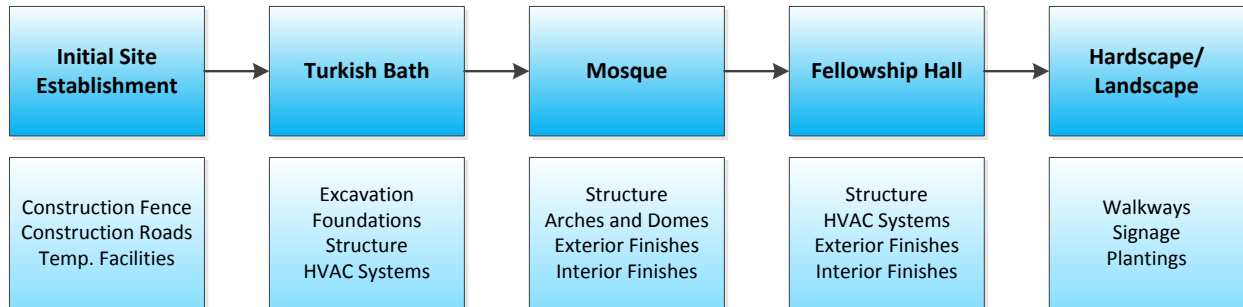 Initial Site
Establishment
Turkish Bath
Mosque
Fellowship Hall
Hardscape/
Landscape
Construction Fence
Construction Roads
Temp. Facilities
Excavation
Foundations
Structure
HVAC Systems
Structure
Arches and Domes
Exterior Finishes
Interior Finishes
Structure
HVAC Systems
Exterior Finishes
Interior Finishes
Walkways
Signage
Plantings